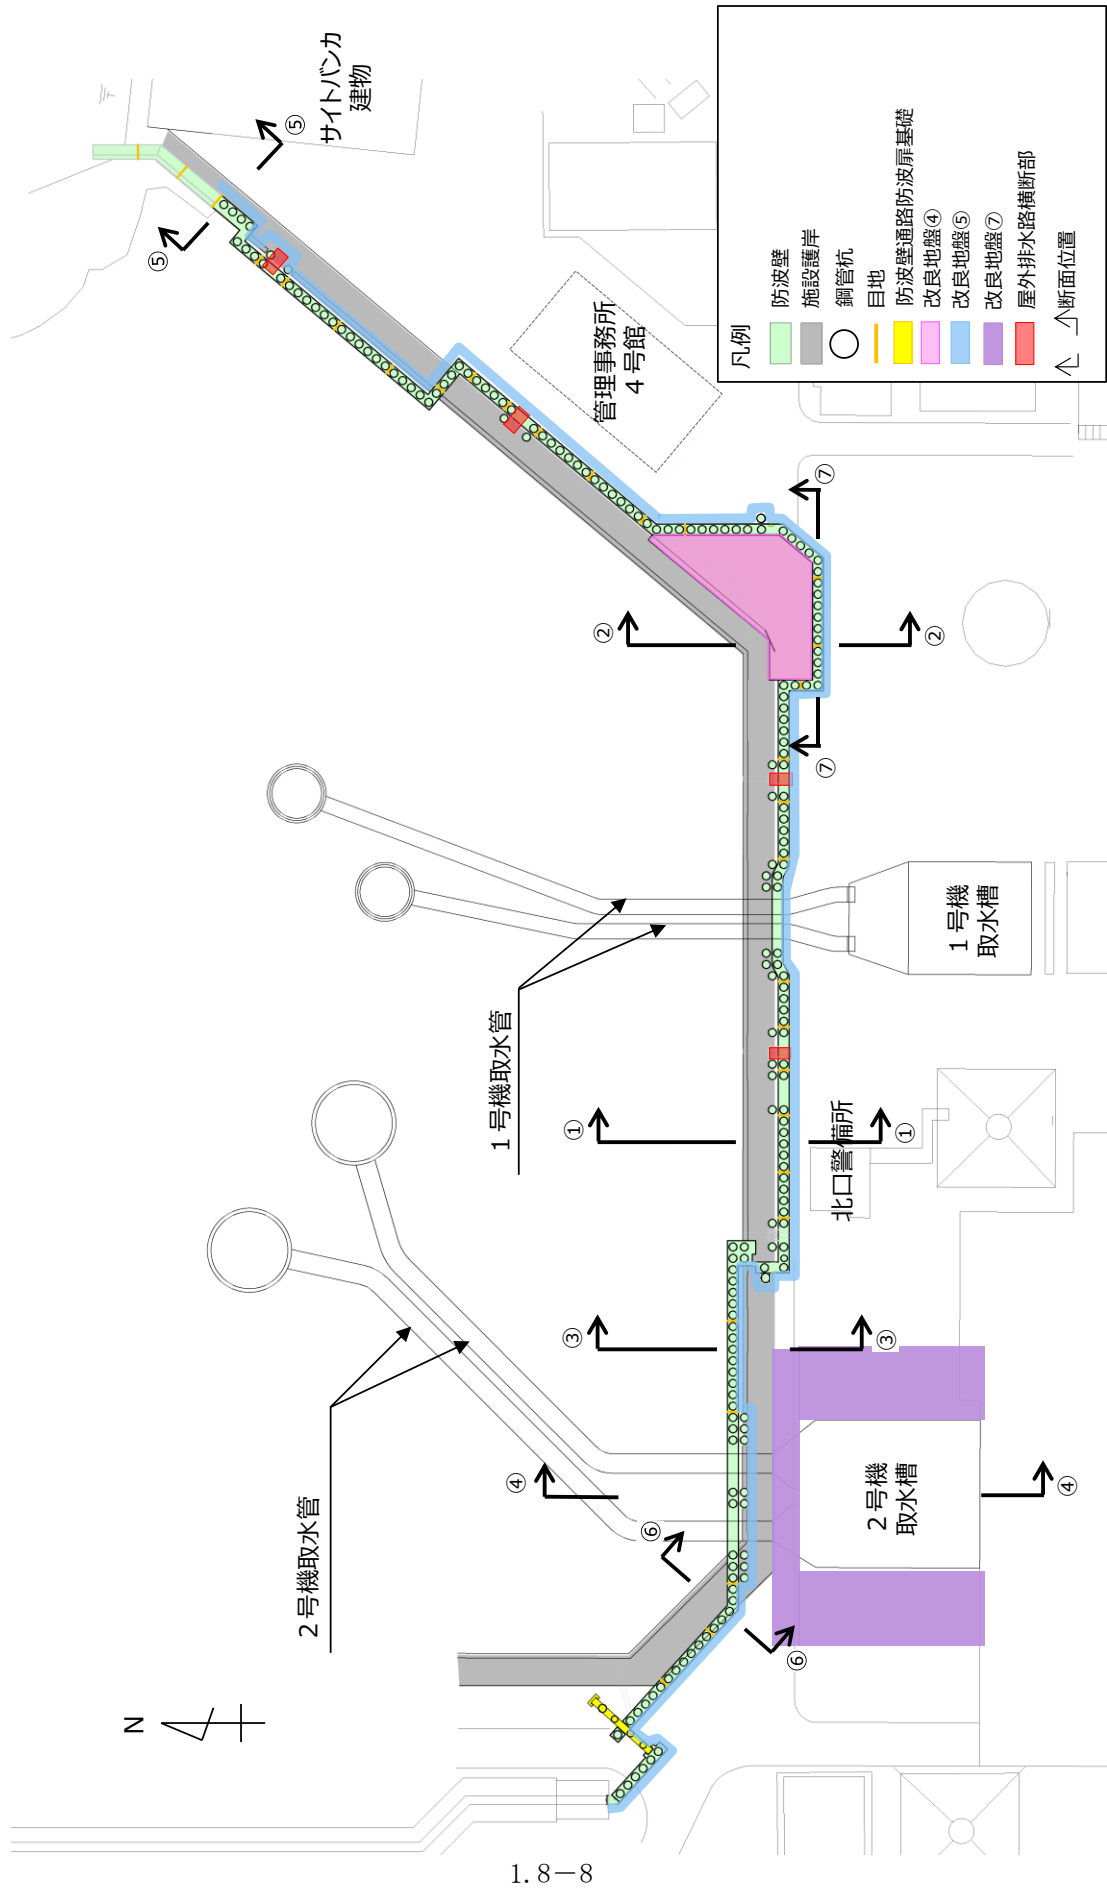 サイトバンカ
建物
⑤
⑤
管理事務所
４号館
凡例
防波壁
施設護岸
鋼管杭
目地
防波壁通路防波扉基礎
改良地盤④
改良地盤⑤
改良地盤⑦
屋外排水路横断部
断面位置
⑦
⑦
②
②
１号機
取水槽
１号機取水管
①
①
北口警備所
③
③
２号機取水管
④
④
２号機
取水槽
⑥
⑥
N
1.8－8